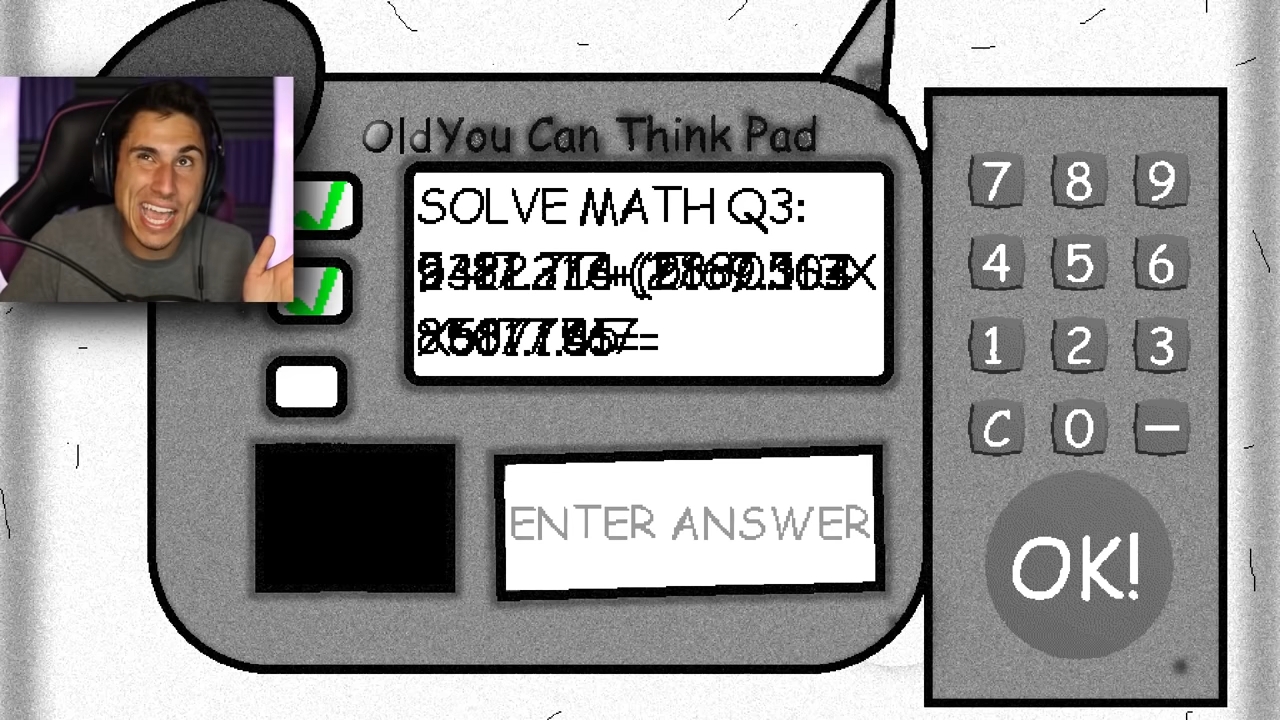 OldYou Can Think Pad
SOLVE MATH Q3:
ENTER ANSWER
7 8 9
4 5 6
1 2 3
C 0 —
OK!